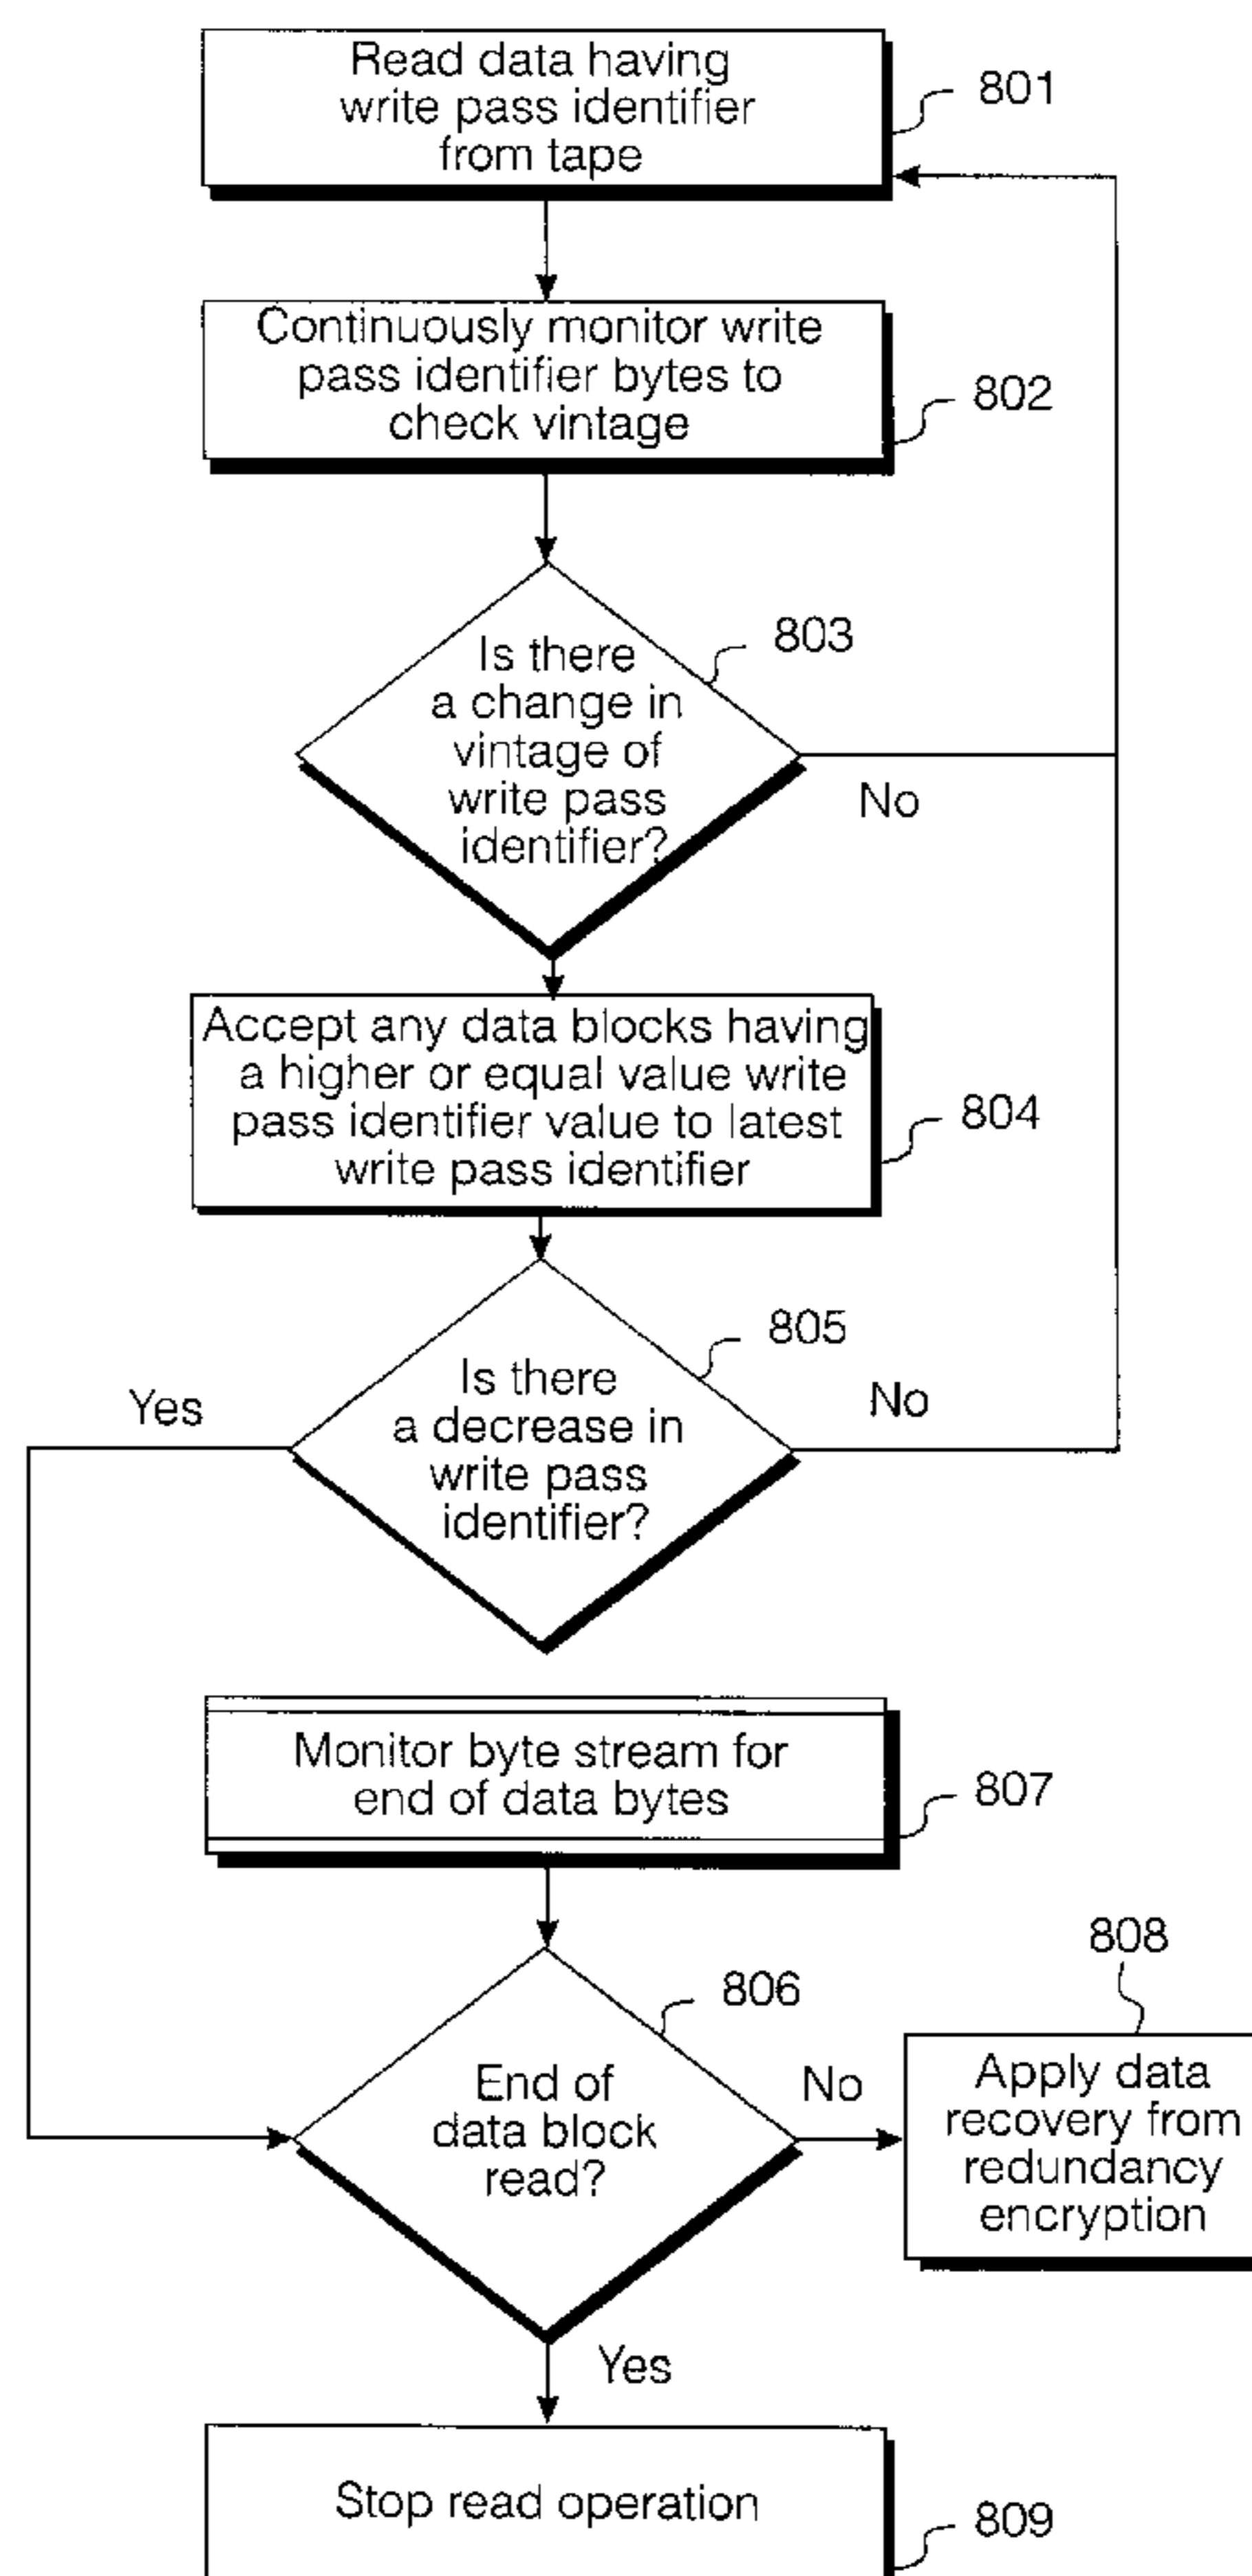 Read data having
write pass identifier
from tape
801
Continuously monitor write
pass identifier bytes to
check vintage
802
803
Is there
a change in
vintage of
write pass
identifier?
No
Accept any data blocks having
a higher or equal value write
pass identifier value to latest
write pass identifier
804
805
Is there
a decrease in
write pass
identifier?
Yes
No
Monitor byte stream for
end of data bytes
807
808
806
End of
data block
read?
No
Apply data
recovery from
redundancy
encryption
Yes
Stop read operation
809